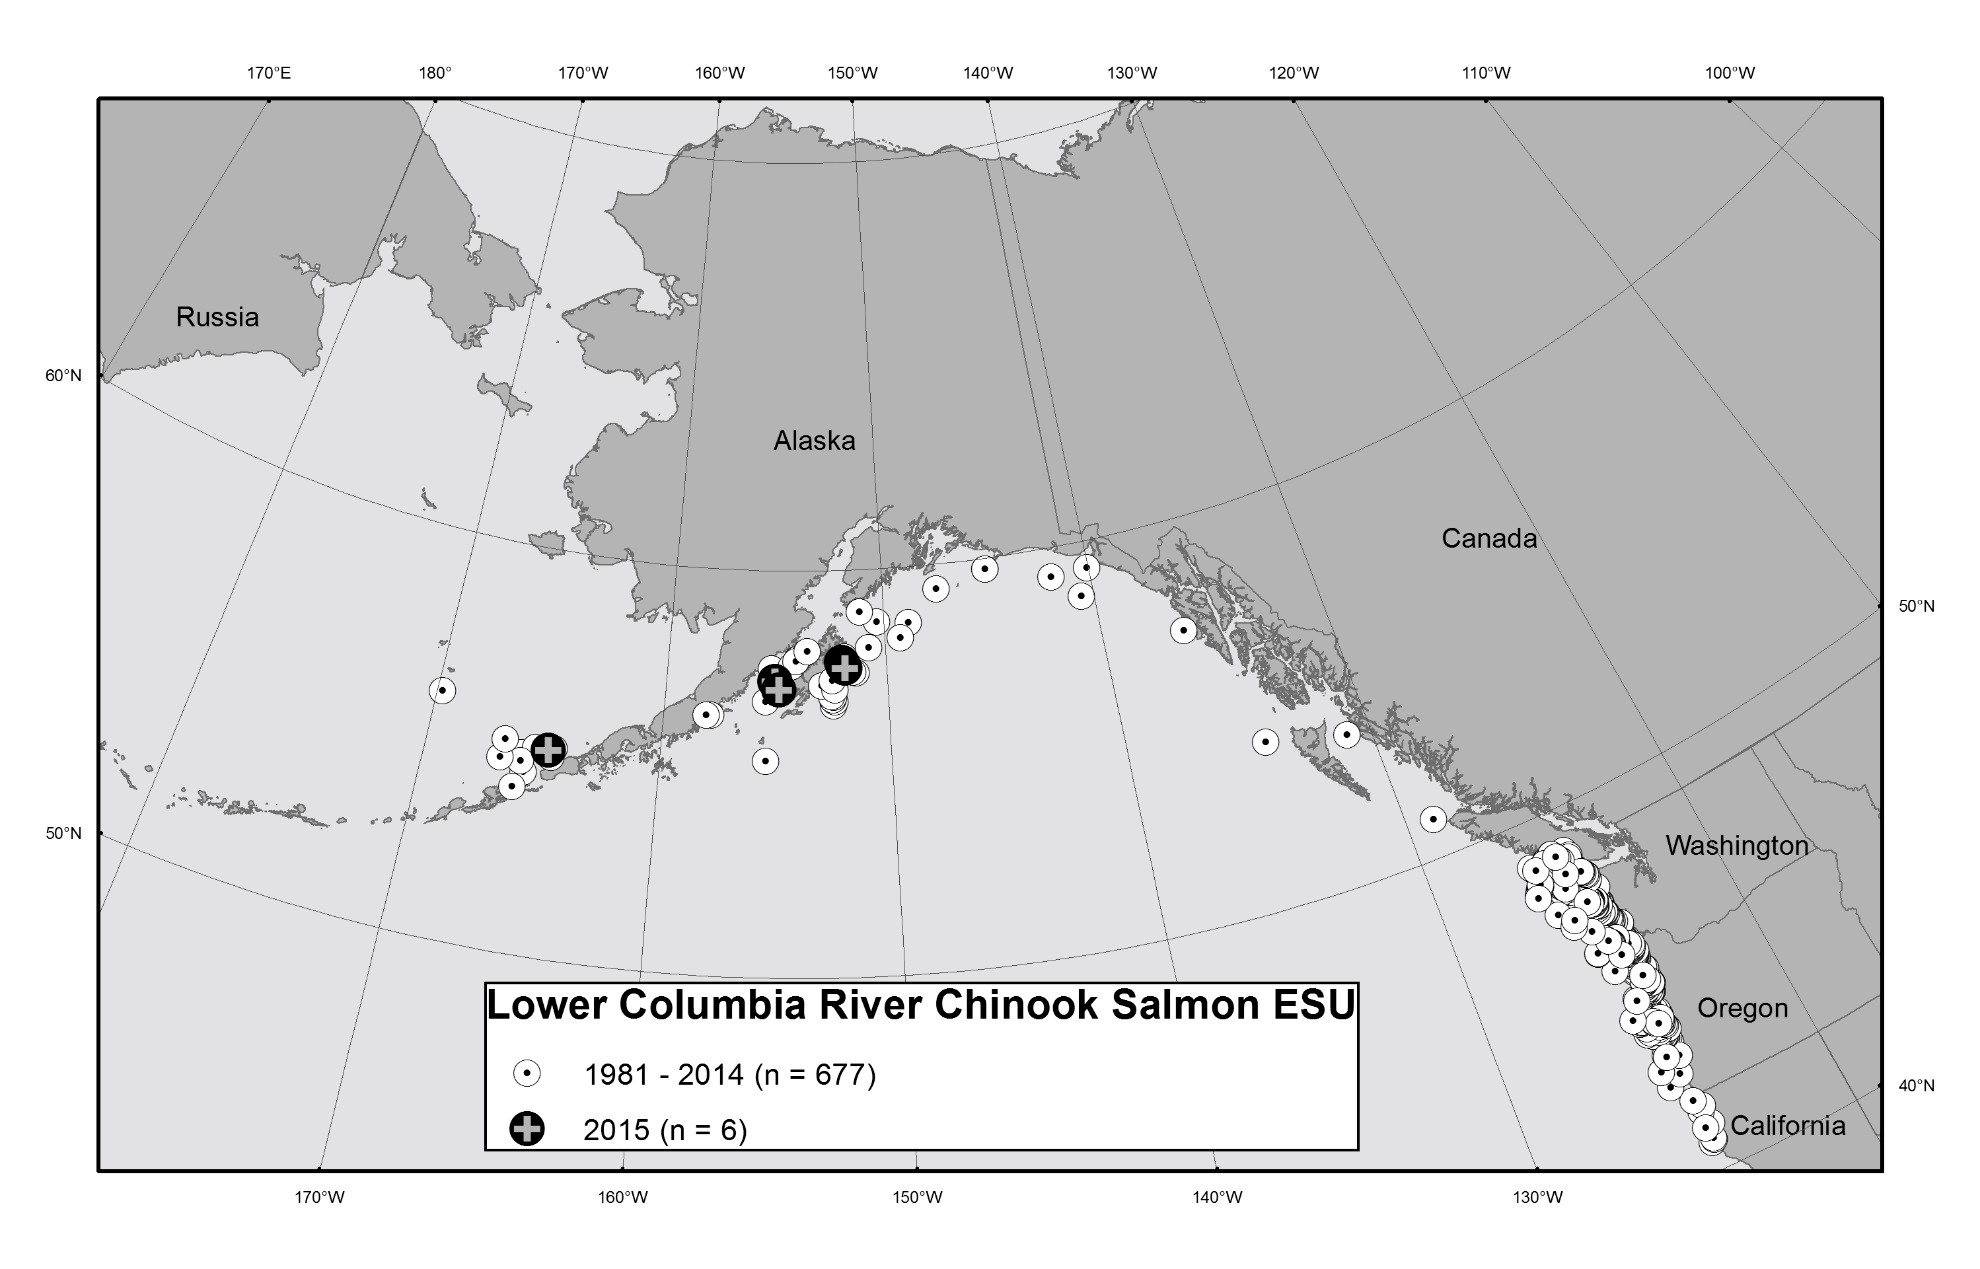 170°E 180° 170°W 160°W 150°W 140°W 130°W 120°W 110°W 100°W
Russia
60°N
Alaska
Canada
50°N
50°N
Washington
Oregon
40°N
California
Lower Columbia River Chinook Salmon ESU
1981 - 2014 (n = 677)
2015 (n = 6)
170°W 160°W 150°W 140°W 130°W